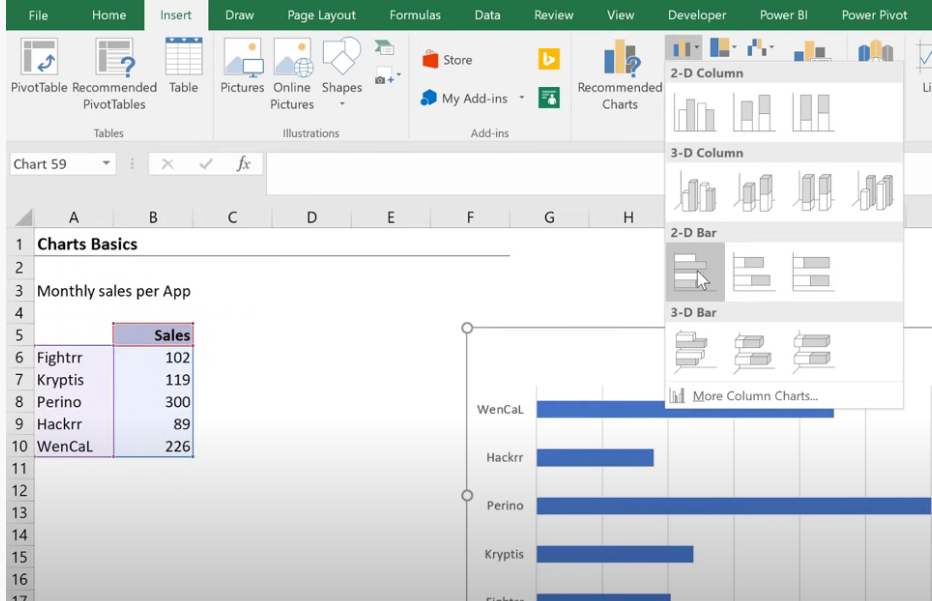 File Home Insert Draw Page Layout Formulas Data Review View Developer Power BI Power Pivot
PivotTable Recommended PivotTables Table
Tables
Pictures Online Pictures Shapes
Illustrations
Store
My Add-ins
Add-ins
Recommended Charts
2-D Column
3-D Column
2-D Bar
3-D Bar
More Column Charts...
Chart 59 fx
A B C D E F G H
1 Charts Basics
2
3 Monthly sales per App
4
5 Sales
6 Fightrr 102
7 Kryptis 119
8 Perino 300
9 Hackrr 89
10 WenCaL 226
11
12
13
14
15
16
17
WenCaL
Hackrr
Perino
Kryptis
Fightrr